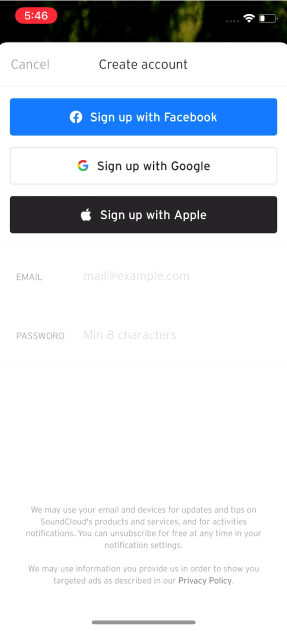 5:46
Cancel
Create account
Sign up with Facebook
Sign up with Google
Sign up with Apple
EMAIL mail@example.com
PASSWORD Min 8 characters
We may use your email and devices for updates and tips on
SoundCloud's products and services, and for activities
notifications. You can unsubscribe for free at any time in your
notification settings.
We may use information you provide us in order to show you
targeted ads as described in our Privacy Policy.